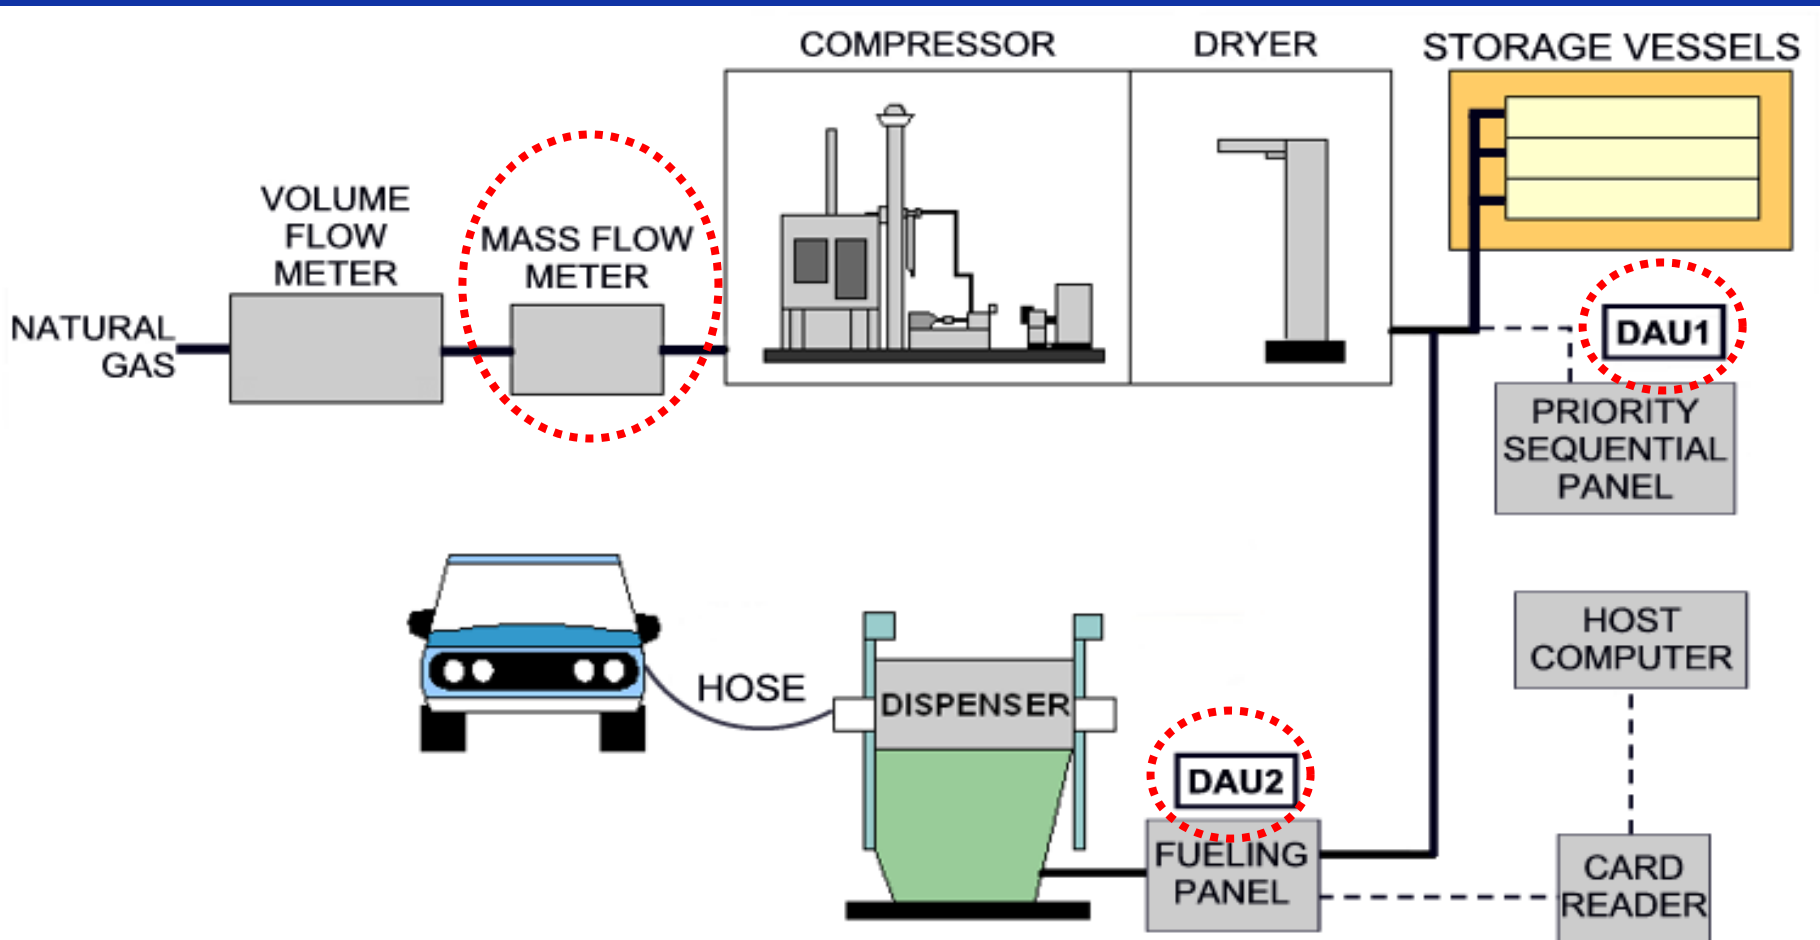 COMPRESSOR
DRYER
STORAGE VESSELS
VOLUME
FLOW
METER
MASS FLOW
METER
NATURAL
GAS
DAU1
PRIORITY
SEQUENTIAL
PANEL
HOST
COMPUTER
HOSE
DISPENSER
DAU2
FUELING
PANEL
CARD
READER